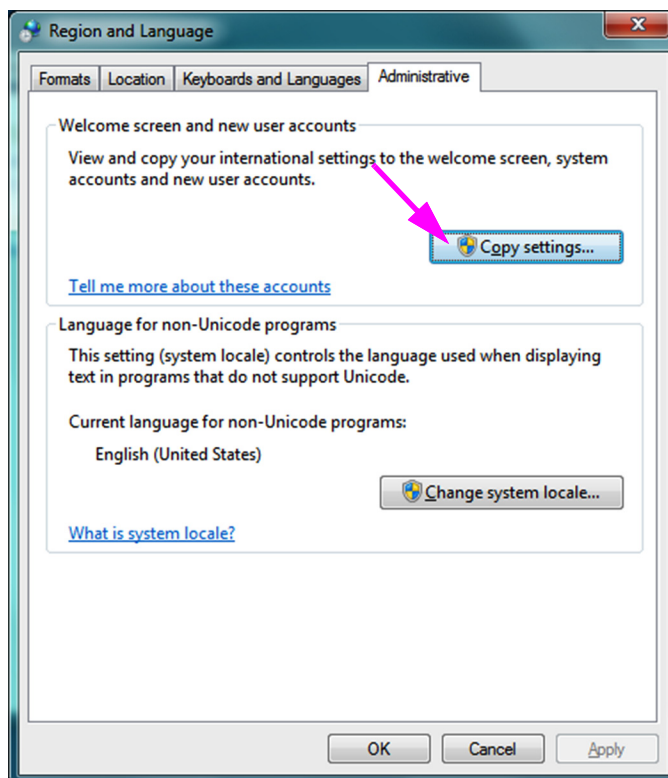 Region and Language
Formats Location Keyboards and Languages Administrative
Welcome screen and new user accounts
View and copy your international settings to the welcome screen, system
accounts and new user accounts.
Copy settings...
Tell me more about these accounts
Language for non-Unicode programs
This setting (system locale) controls the language used when displaying
text in programs that do not support Unicode.
Current language for non-Unicode programs:
English (United States)
Change system locale...
What is system locale?
OK Cancel Apply